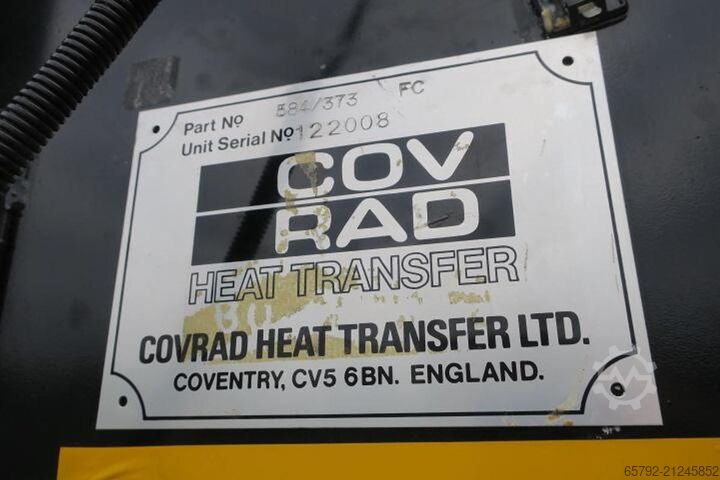 Part Nº 584/373 FC
Unit Serial Nº 122008
COV
RAD
HEAT TRANSFER
COVRAD HEAT TRANSFER LTD.
COVENTRY, CV5 6BN. ENGLAND.
65792-21245852